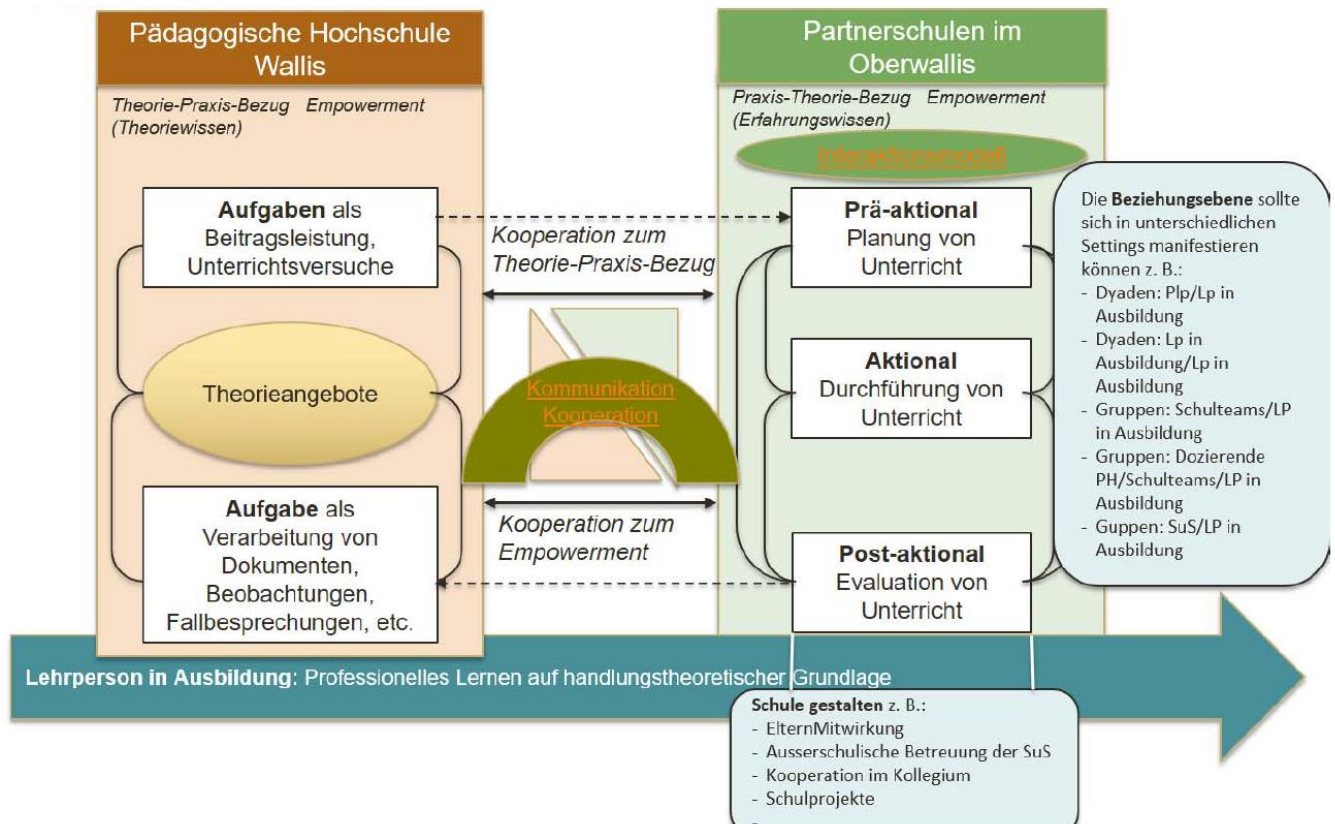 Pädagogische Hochschule
Wallis
Theorie-Praxis-Bezug Empowerment
(Theoriewissen)
Aufgaben als
Beitragsleistung,
Unterrichtsversuche
Theorieangebote
Aufgabe als
Verarbeitung von
Dokumenten,
Beobachtungen,
Fallbesprechungen, etc.
Kooperation zum
Theorie-Praxis-Bezug
Kommunikation
Kooperation
Kooperation zum
Empowerment
Partnerschulen im
Oberwallis
Praxis-Theorie-Bezug Empowerment
(Erfahrungswissen)
Interaktionsmodell
Prä-aktional
Planung von
Unterricht
Aktional
Durchführung von
Unterricht
Post-aktional
Evaluation von
Unterricht
Die Beziehungsebene sollte
sich in unterschiedlichen
Settings manifestieren
können z. B.:
- Dyaden: Plp/Lp in
Ausbildung
- Dyaden: Lp in
Ausbildung/Lp in
Ausbildung
- Gruppen: Schulteams/LP
in Ausbildung
- Gruppen: Dozierende
PH/Schulteams/LP in
Ausbildung
- Guppen: SuS/LP in
Ausbildung
Lehrperson in Ausbildung: Professionelles Lernen auf handlungstheoretischer Grundlage
Schule gestalten z. B.:
- ElternMitwirkung
- Ausserschulische Betreuung der SuS
- Kooperation im Kollegium
- Schulprojekte
-